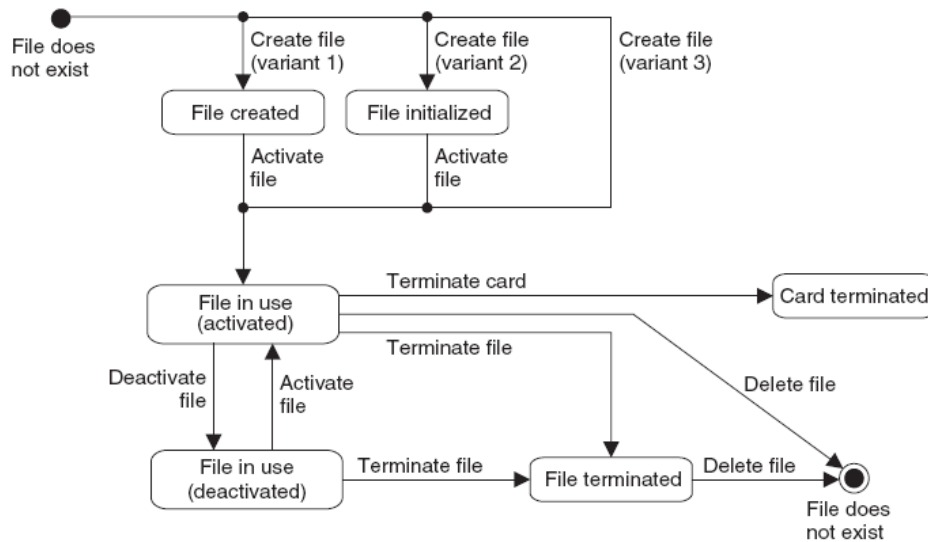 File does
not exist
Create file
(variant 1)
Create file
(variant 2)
Create file
(variant 3)
File created
File initialized
Activate
file
Activate
file
Terminate card
File in use
(activated)
Card terminated
Terminate file
Deactivate
file
Activate
file
Delete file
File in use
(deactivated)
Terminate file
File terminated
Delete file
File does
not exist